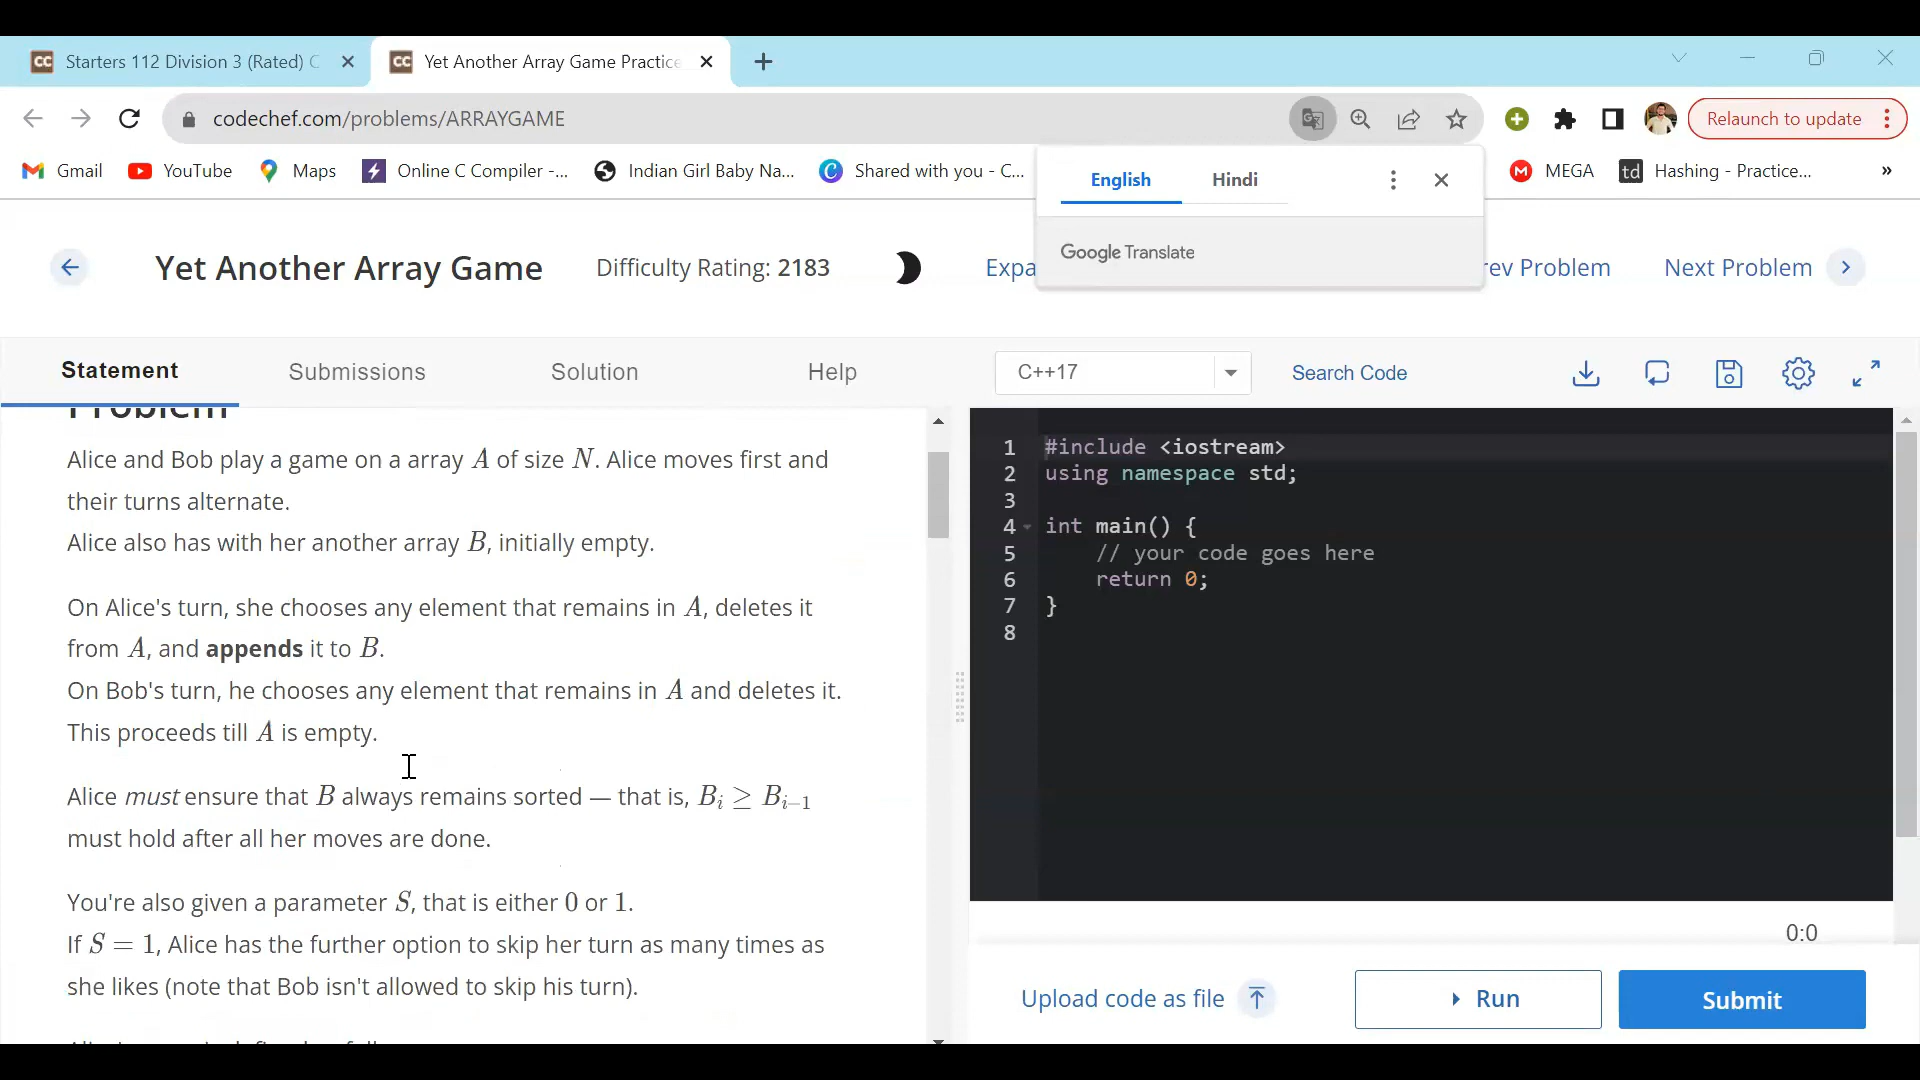 Starters 112 Division 3 (Rated)
Yet Another Array Game Practice
codechef.com/problems/ARRAYGAME
Relaunch to update
Gmail
YouTube
Maps
Online C Compiler -...
Indian Girl Baby Na...
Shared with you - C...
MEGA
td
Hashing - Practice...
»
English
Hindi
Google Translate
Yet Another Array Game
Difficulty Rating: 2183
Expa
rev Problem
Next Problem
Statement
Submissions
Solution
Help
C++17
Search Code
Problem
Alice and Bob play a game on a array A of size N. Alice moves first and
their turns alternate.
Alice also has with her another array B, initially empty.
On Alice's turn, she chooses any element that remains in A, deletes it
from A, and appends it to B.
On Bob's turn, he chooses any element that remains in A and deletes it.
This proceeds till A is empty.
Alice must ensure that B always remains sorted — that is, Bᵢ ≥ Bᵢ₋₁
must hold after all her moves are done.
You're also given a parameter S, that is either 0 or 1.
If S = 1, Alice has the further option to skip her turn as many times as
she likes (note that Bob isn't allowed to skip his turn).
1 #include <iostream>
2 using namespace std;
3
4 int main() {
5 // your code goes here
6 return 0;
7 }
8
0:0
Upload code as file
Run
Submit